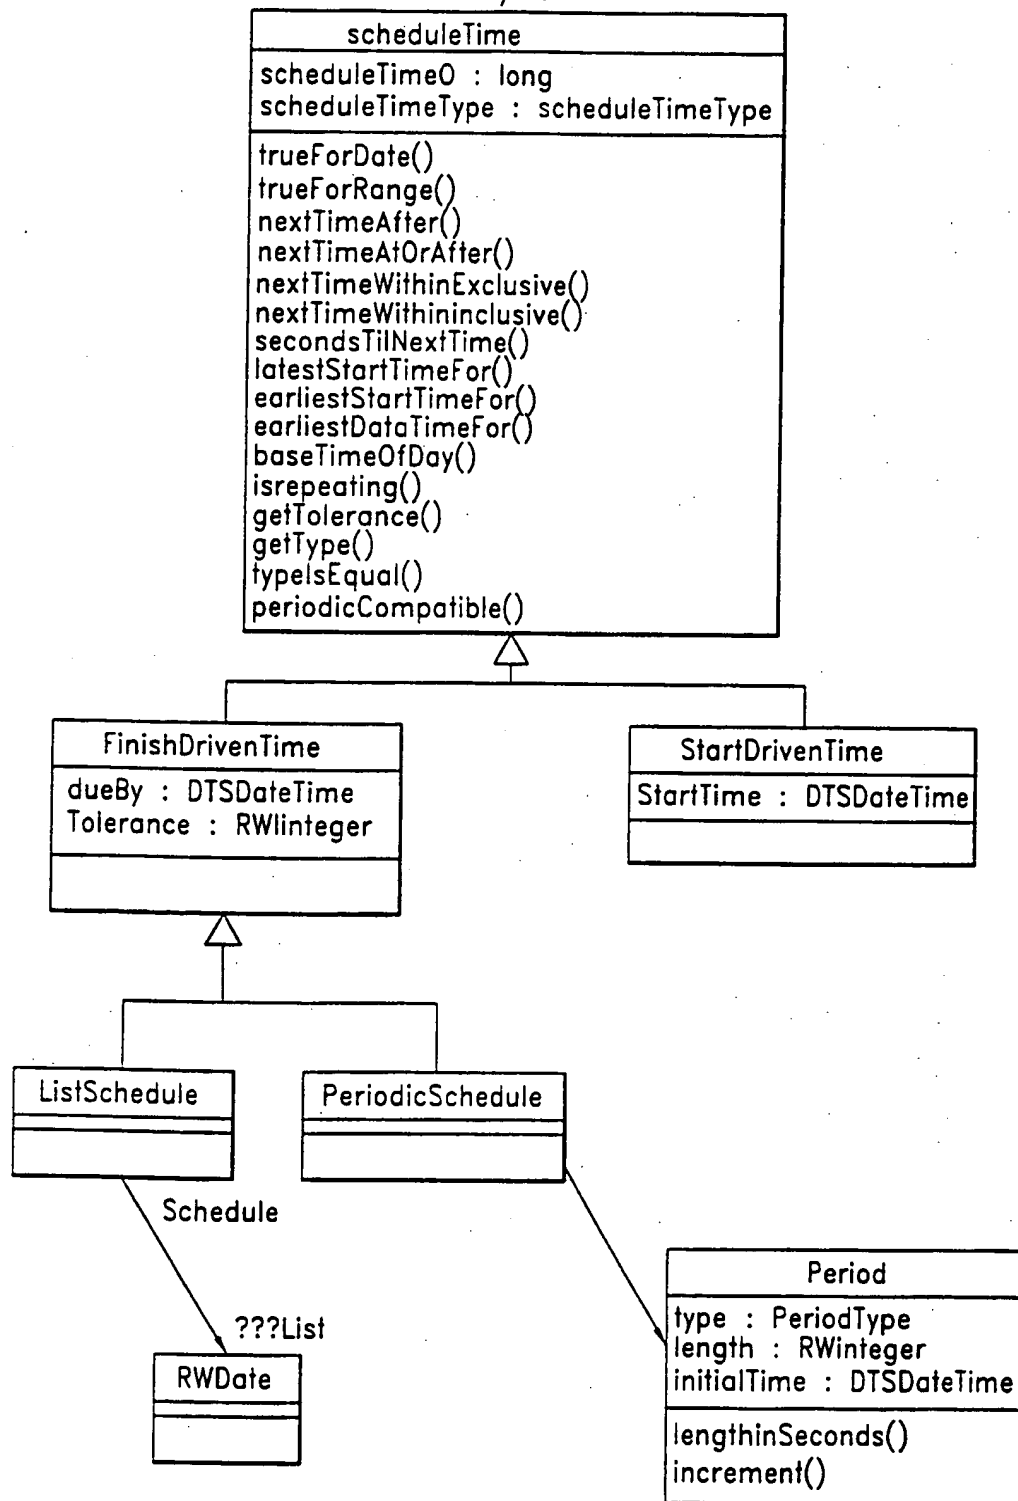 scheduleTime
scheduleTimeO : long
scheduleTimeType : scheduleTimeType
trueForDate()
trueForRange()
nextTimeAfter()
nextTimeAtOrAfter()
nextTimeWithinExclusive()
nextTimeWithininclusive()
secondsTilNextTime()
latestStartTimeFor()
earliestStartTimeFor()
earliestDataTimeFor()
baseTimeOfDay()
isrepeating()
getTolerance()
getType()
typeIsEqual()
periodicCompatible()
FinishDrivenTime
dueBy : DTSDateTime
Tolerance : RWIinteger
StartDrivenTime
StartTime : DTSDateTime
ListSchedule
PeriodicSchedule
Schedule
???List
RWDate
Period
type : PeriodType
length : RWinteger
initialTime : DTSDateTime
lengthinSeconds()
increment()